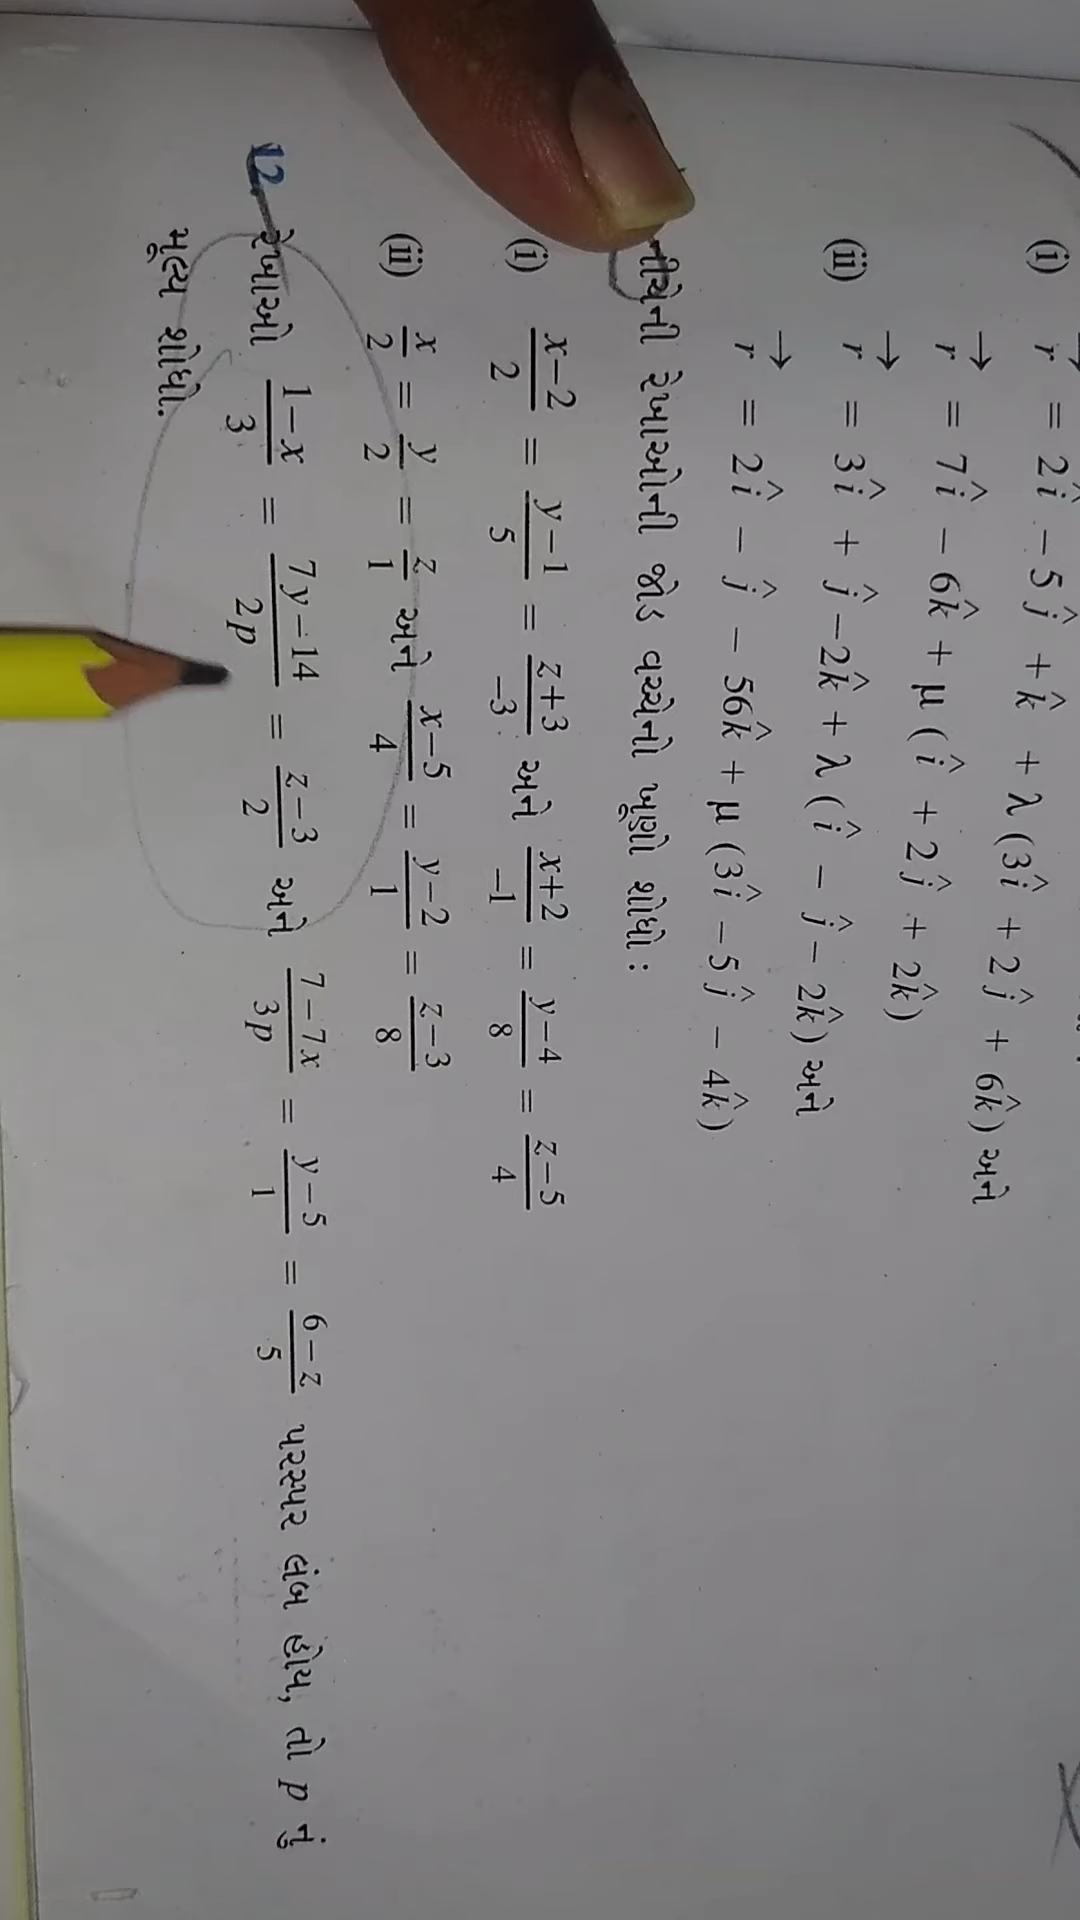 (i) r⃗ = 2î − 5ĵ + k̂ + λ (3î + 2ĵ + 6k̂) અને
r⃗ = 7î − 6k̂ + μ (î + 2ĵ + 2k̂)
(ii) r⃗ = 3î + ĵ − 2k̂ + λ (î − ĵ − 2k̂) અને
r⃗ = 2î − ĵ − 56k̂ + μ (3î − 5ĵ − 4k̂)
નીચેની રેખાઓની જોડ વચ્ચેનો ખૂણો શોધો :
(i) (x−2)/2 = (y−1)/5 = (z+3)/−3 અને (x+2)/−1 = (y−4)/8 = (z−5)/4
(ii) x/2 = y/2 = z/1 અને (x−5)/4 = (y−2)/1 = (z−3)/8
12. રેખાઓ (1−x)/3 = (7y−14)/2p = (z−3)/2 અને (7−7x)/3p = (y−5)/1 = (6−z)/5 પરસ્પર લંબ હોય, તો p નું
મૂલ્ય શોધો.